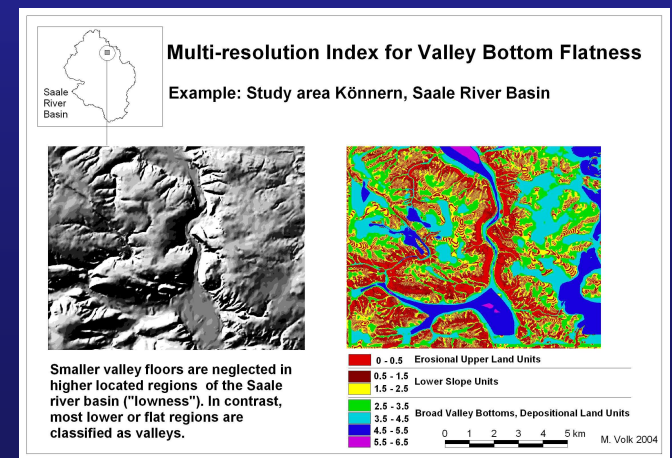 Saale
River
Basin
Multi-resolution Index for Valley Bottom Flatness
Example: Study area Könnern, Saale River Basin
Smaller valley floors are neglected in
higher located regions of the Saale
river basin ("lowness"). In contrast,
most lower or flat regions are
classified as valleys.
0 - 0.5 Erosional Upper Land Units
0.5 - 1.5
1.5 - 2.5
Lower Slope Units
2.5 - 3.5
3.5 - 4.5
4.5 - 5.5
5.5 - 6.5
Broad Valley Bottoms, Depositional Land Units
0 1 2 3 4 5 km
M. Volk 2004